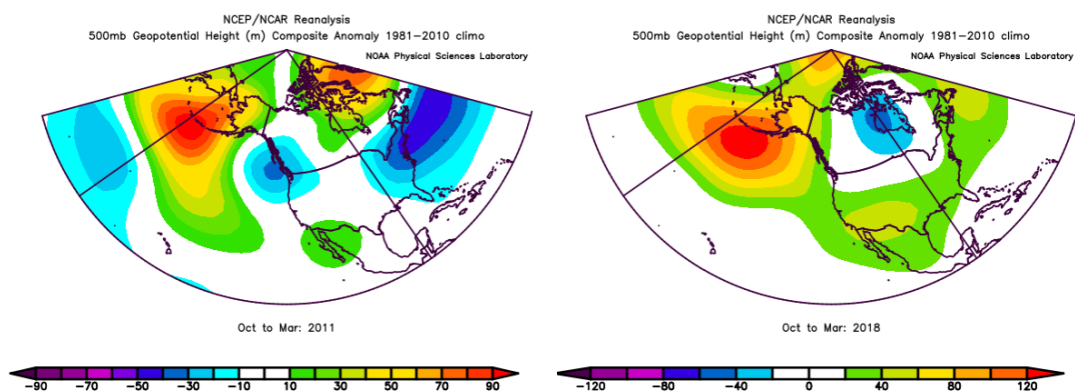 NCEP/NCAR Reanalysis
500mb Geopotential Height (m) Composite Anomaly 1981-2010 climo
NOAA Physical Sciences Laboratory
Oct to Mar: 2011
-90 -70 -50 -30 -10 10 30 50 70 90
NCEP/NCAR Reanalysis
500mb Geopotential Height (m) Composite Anomaly 1981-2010 climo
NOAA Physical Sciences Laboratory
Oct to Mar: 2018
-120 -80 -40 0 40 80 120